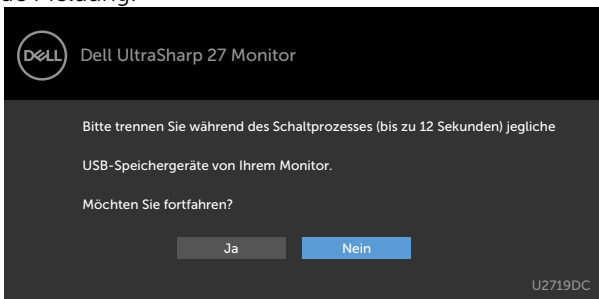 DELL
Dell UltraSharp 27 Monitor
Bitte trennen Sie während des Schaltprozesses (bis zu 12 Sekunden) jegliche
USB-Speichergeräte von Ihrem Monitor.
Möchten Sie fortfahren?
Ja Nein
U2719DC